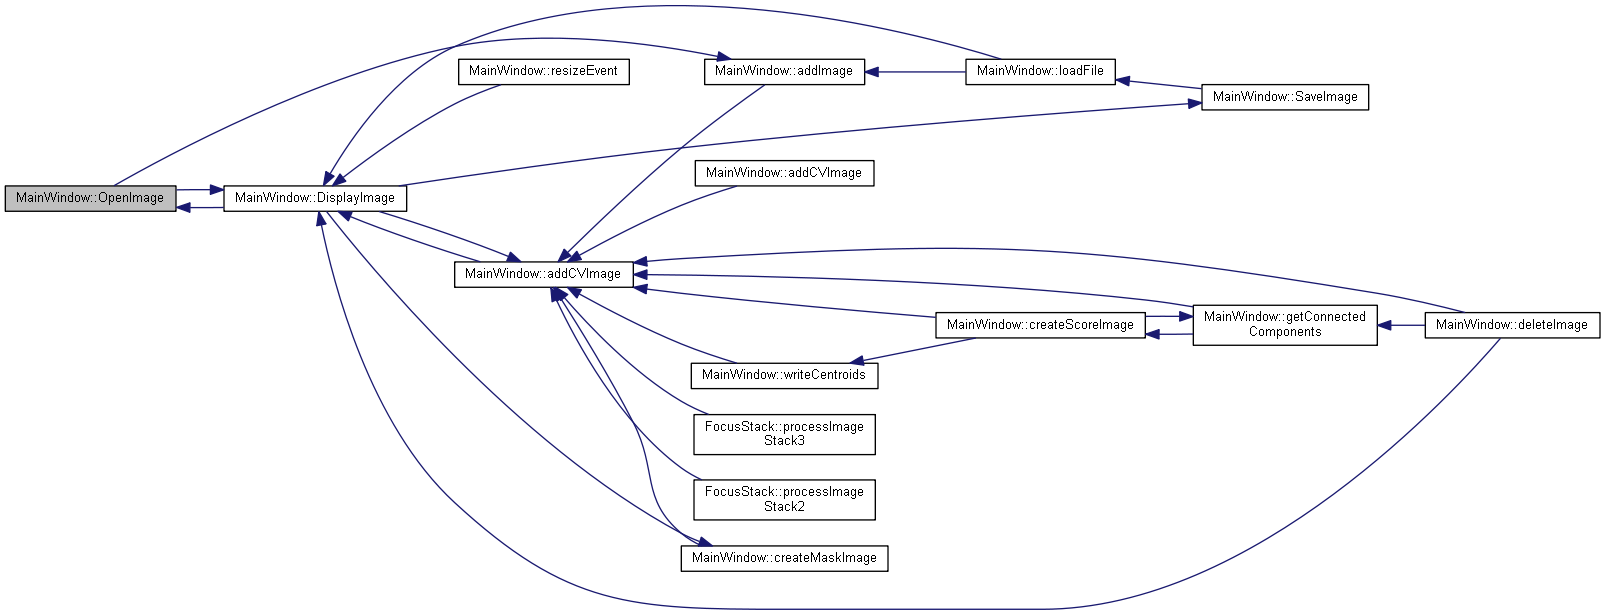 MainWindow::resizeEvent
MainWindow::addImage
MainWindow::loadFile
MainWindow::SaveImage
MainWindow::addCVImage
MainWindow::OpenImage
MainWindow::DisplayImage
MainWindow::addCVImage
MainWindow::createScoreImage
MainWindow::getConnected
Components
MainWindow::deleteImage
MainWindow::writeCentroids
FocusStack::processImage
Stack3
FocusStack::processImage
Stack2
MainWindow::createMaskImage